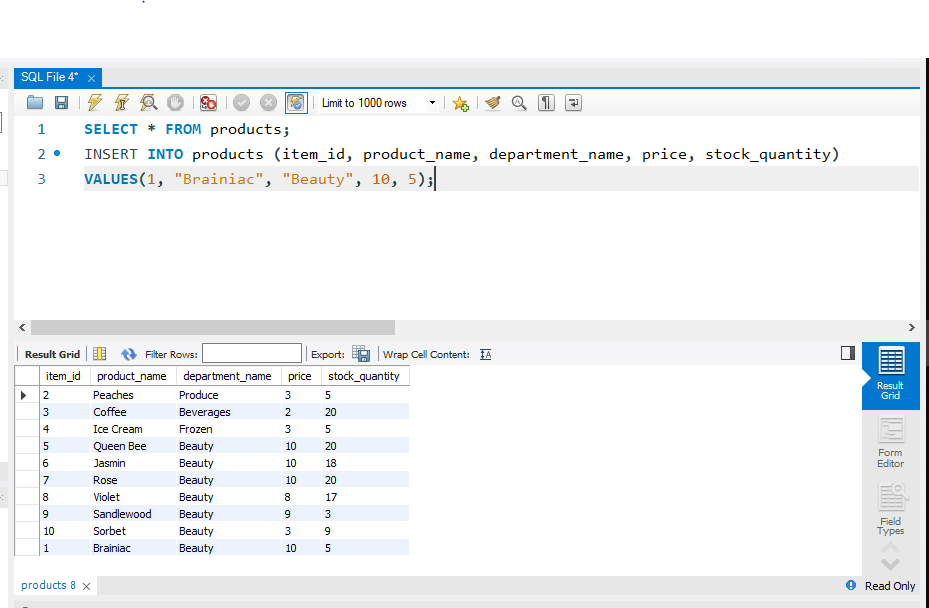 SQL File 4*
Limit to 1000 rows
1 SELECT * FROM products;
2 INSERT INTO products (item_id, product_name, department_name, price, stock_quantity)
3 VALUES(1, "Brainiac", "Beauty", 10, 5);
Result Grid Filter Rows: Export: Wrap Cell Content:
item_id product_name department_name price stock_quantity
2 Peaches Produce 3 5
3 Coffee Beverages 2 20
4 Ice Cream Frozen 3 5
5 Queen Bee Beauty 10 20
6 Jasmin Beauty 10 18
7 Rose Beauty 10 20
8 Violet Beauty 8 17
9 Sandlewood Beauty 9 3
10 Sorbet Beauty 3 9
1 Brainiac Beauty 10 5
Result
Grid
Form
Editor
Field
Types
products 8
Read Only